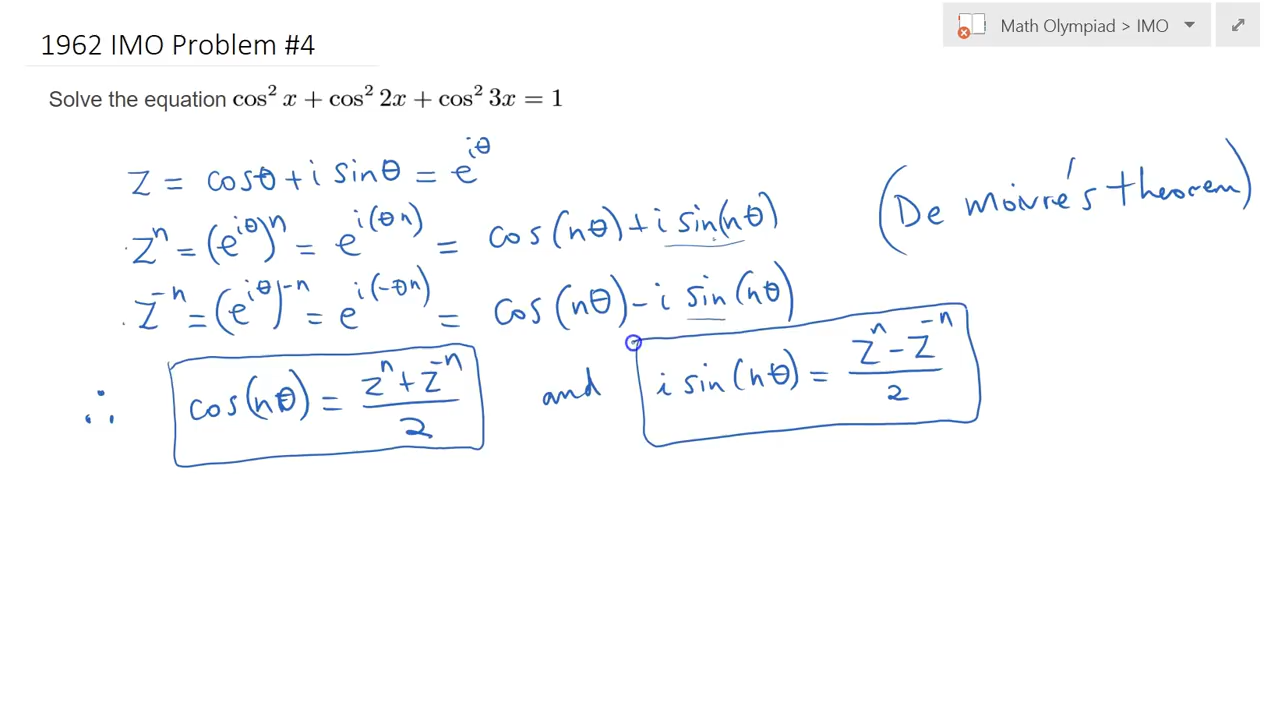 Math Olympiad > IMO
1962 IMO Problem #4
Solve the equation cos² x + cos² 2x + cos² 3x = 1
z = cosθ + i sinθ = e^{iθ}
(De moivre's theorem)
z^n = (e^{iθ})^n = e^{i(θn)} = cos(nθ) + i sin(nθ)
z^{-n} = (e^{iθ})^{-n} = e^{i(-θn)} = cos(nθ) - i sin(nθ)
∴ cos(nθ) = (z^n + z^{-n})/2 and i sin(nθ) = (z^n - z^{-n})/2